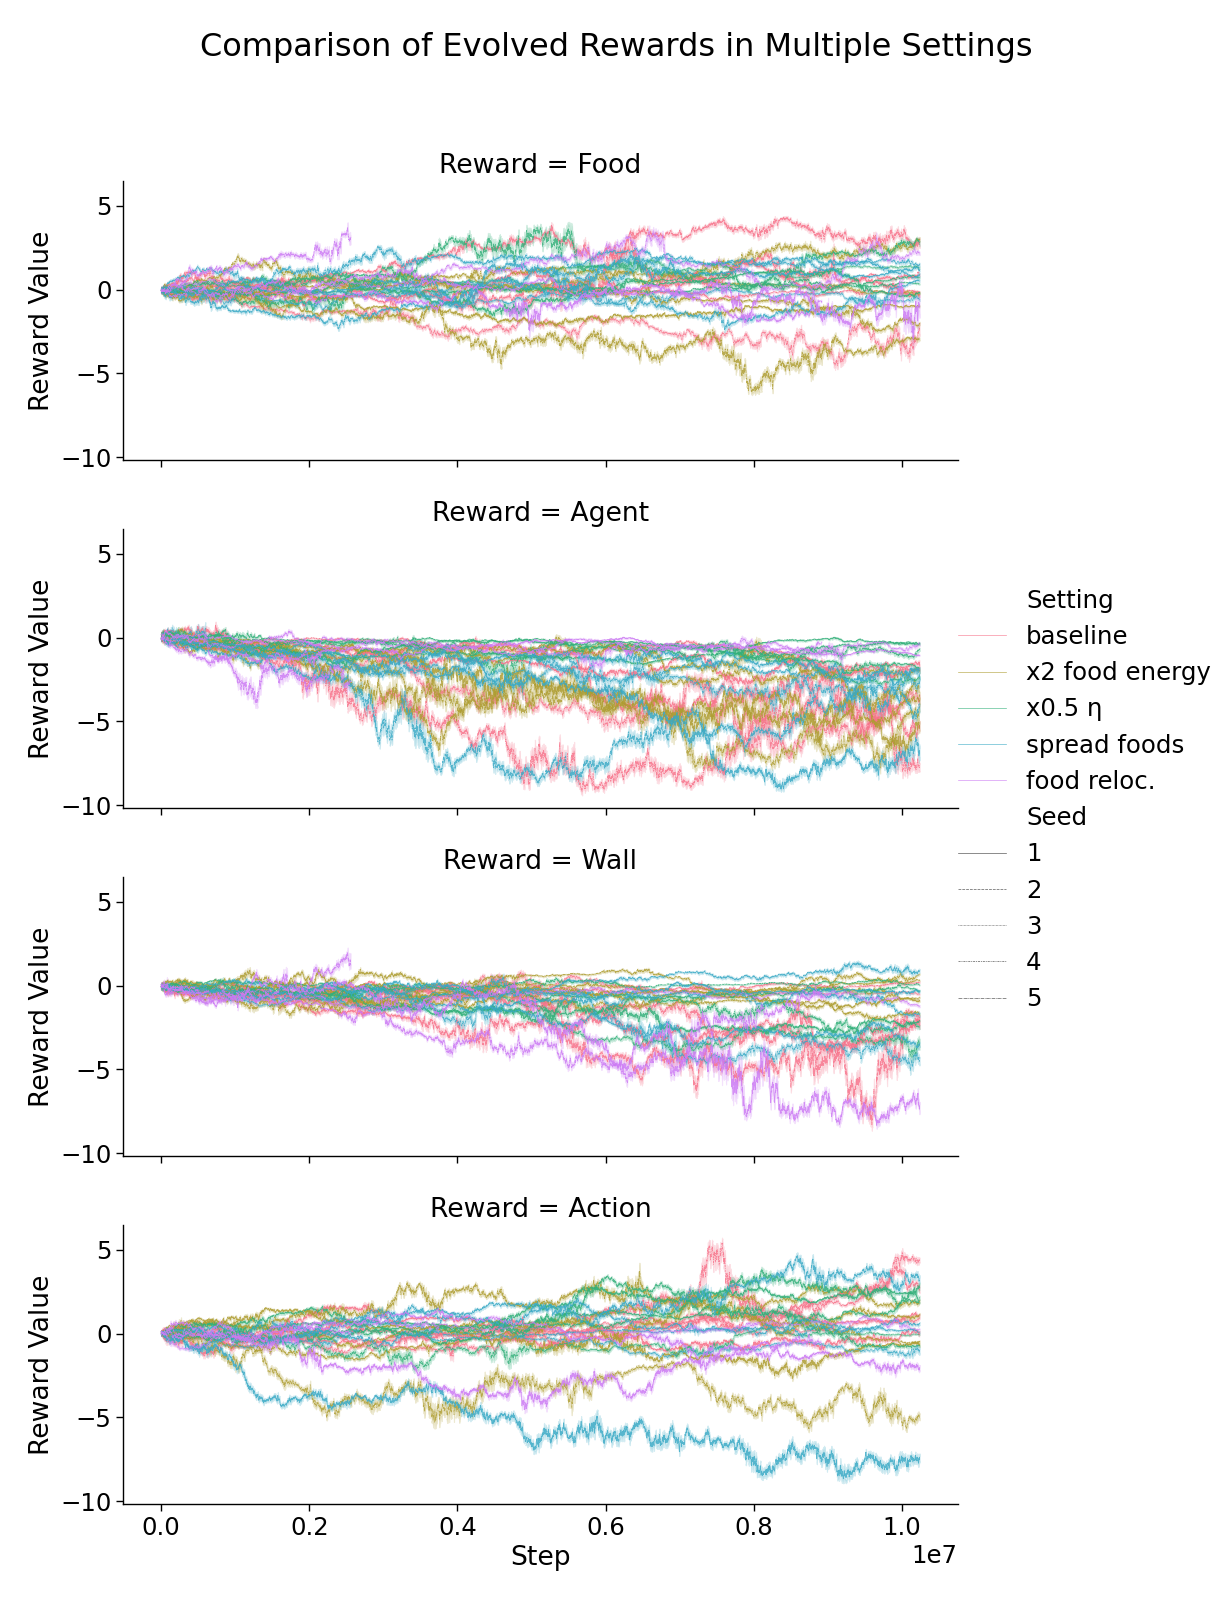 Comparison of Evolved Rewards in Multiple Settings
Reward = Food
Reward Value
5
0
−5
−10
Reward = Agent
Reward Value
5
0
−5
−10
Setting
baseline
x2 food energy
x0.5 η
spread foods
food reloc.
Seed
1
2
3
4
5
Reward = Wall
Reward Value
5
0
−5
−10
Reward = Action
Reward Value
5
0
−5
−10
0.0 0.2 0.4 0.6 0.8 1.0
Step
1e7